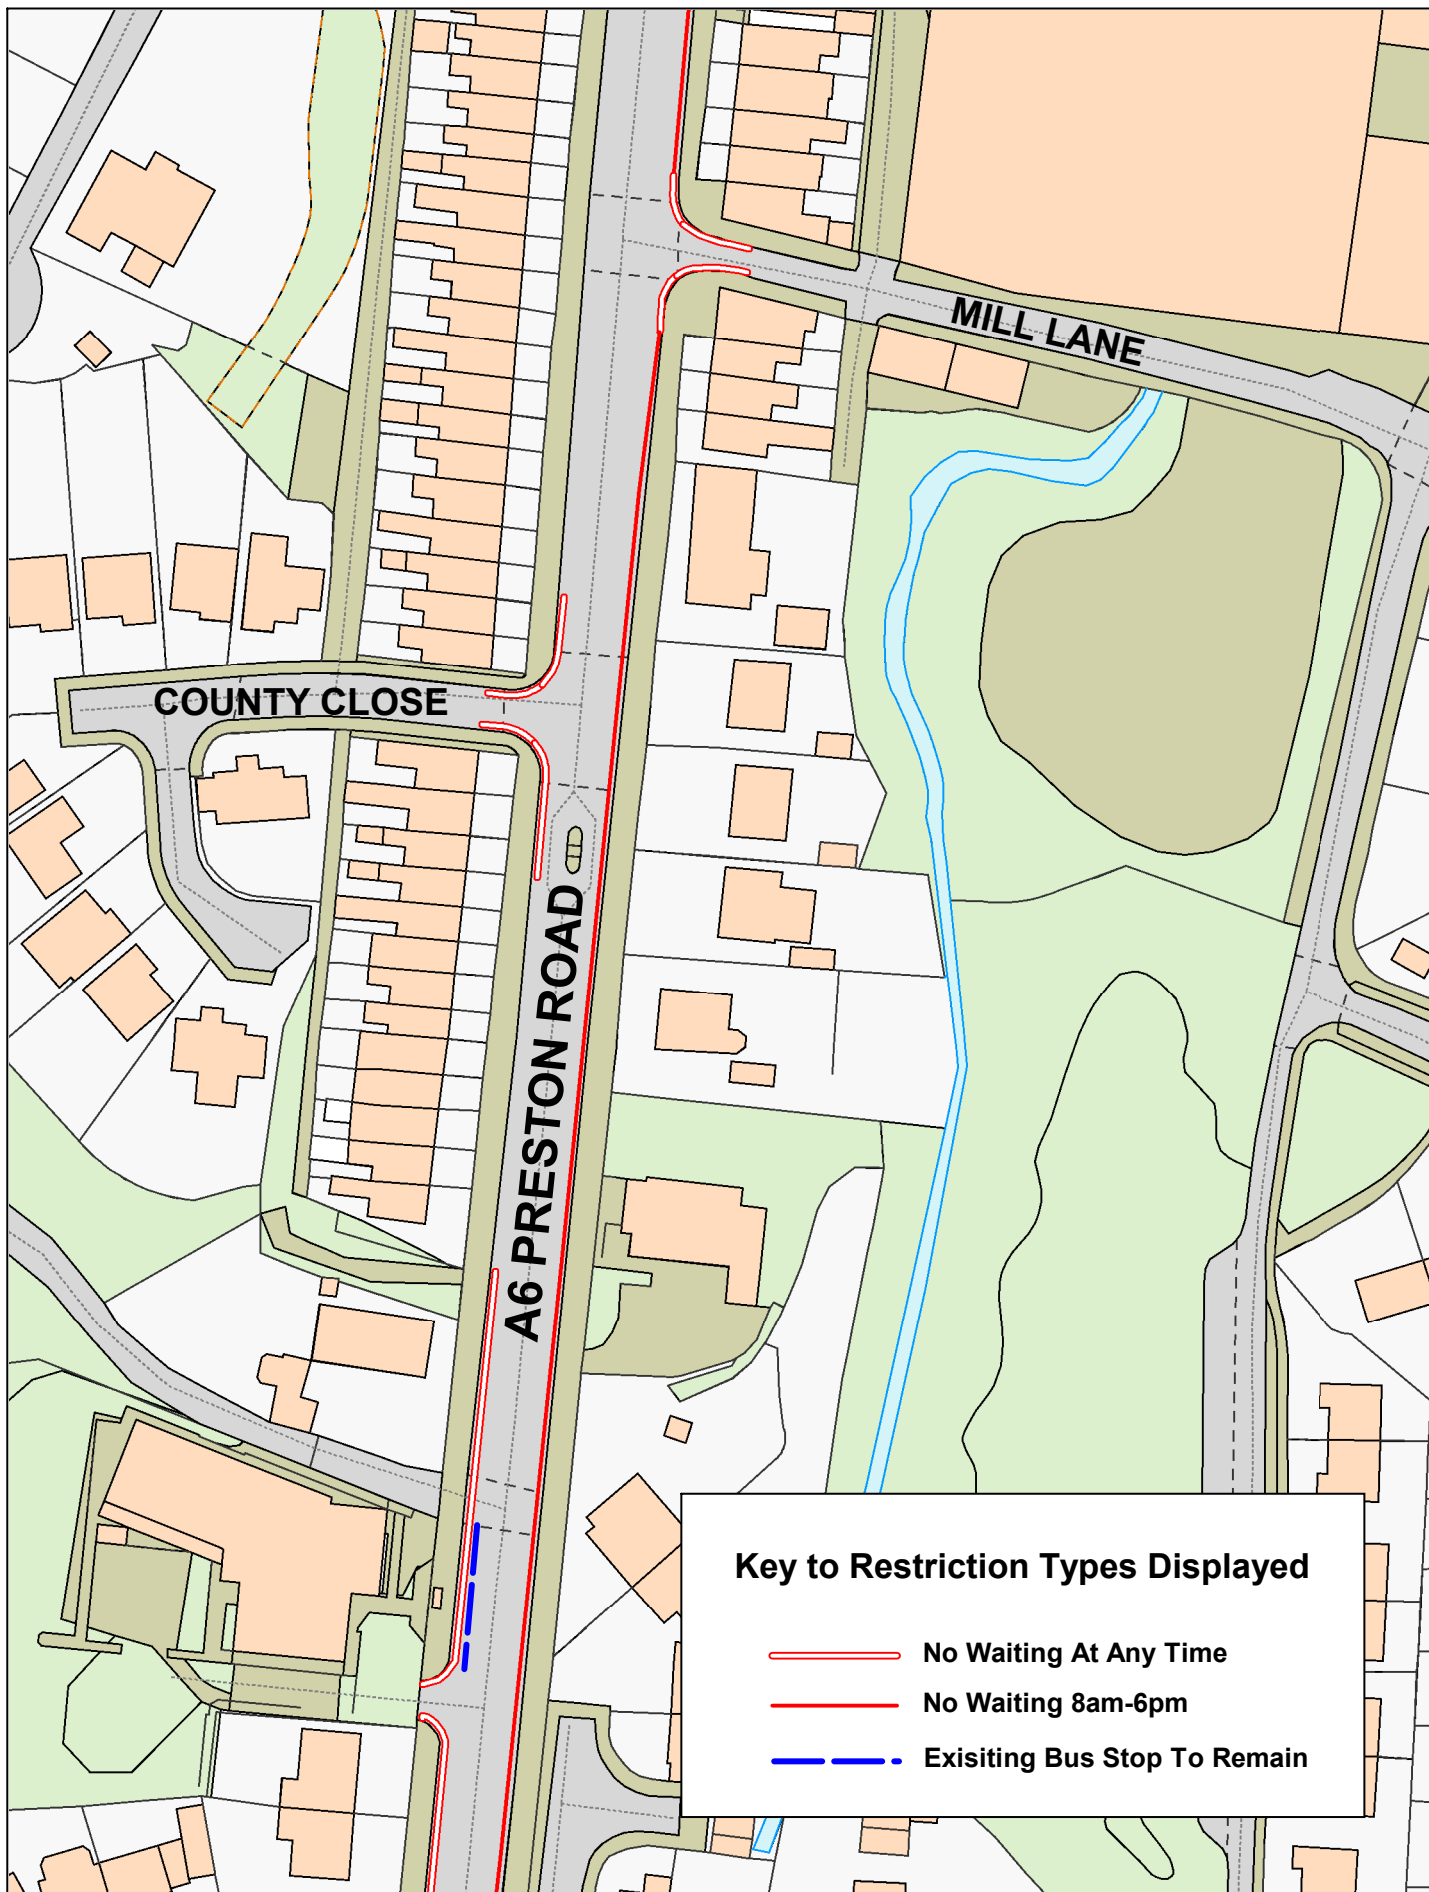 MILL LANE
COUNTY CLOSE
A6 PRESTON ROAD
Key to Restriction Types Displayed
No Waiting At Any Time
No Waiting 8am-6pm
Exisiting Bus Stop To Remain